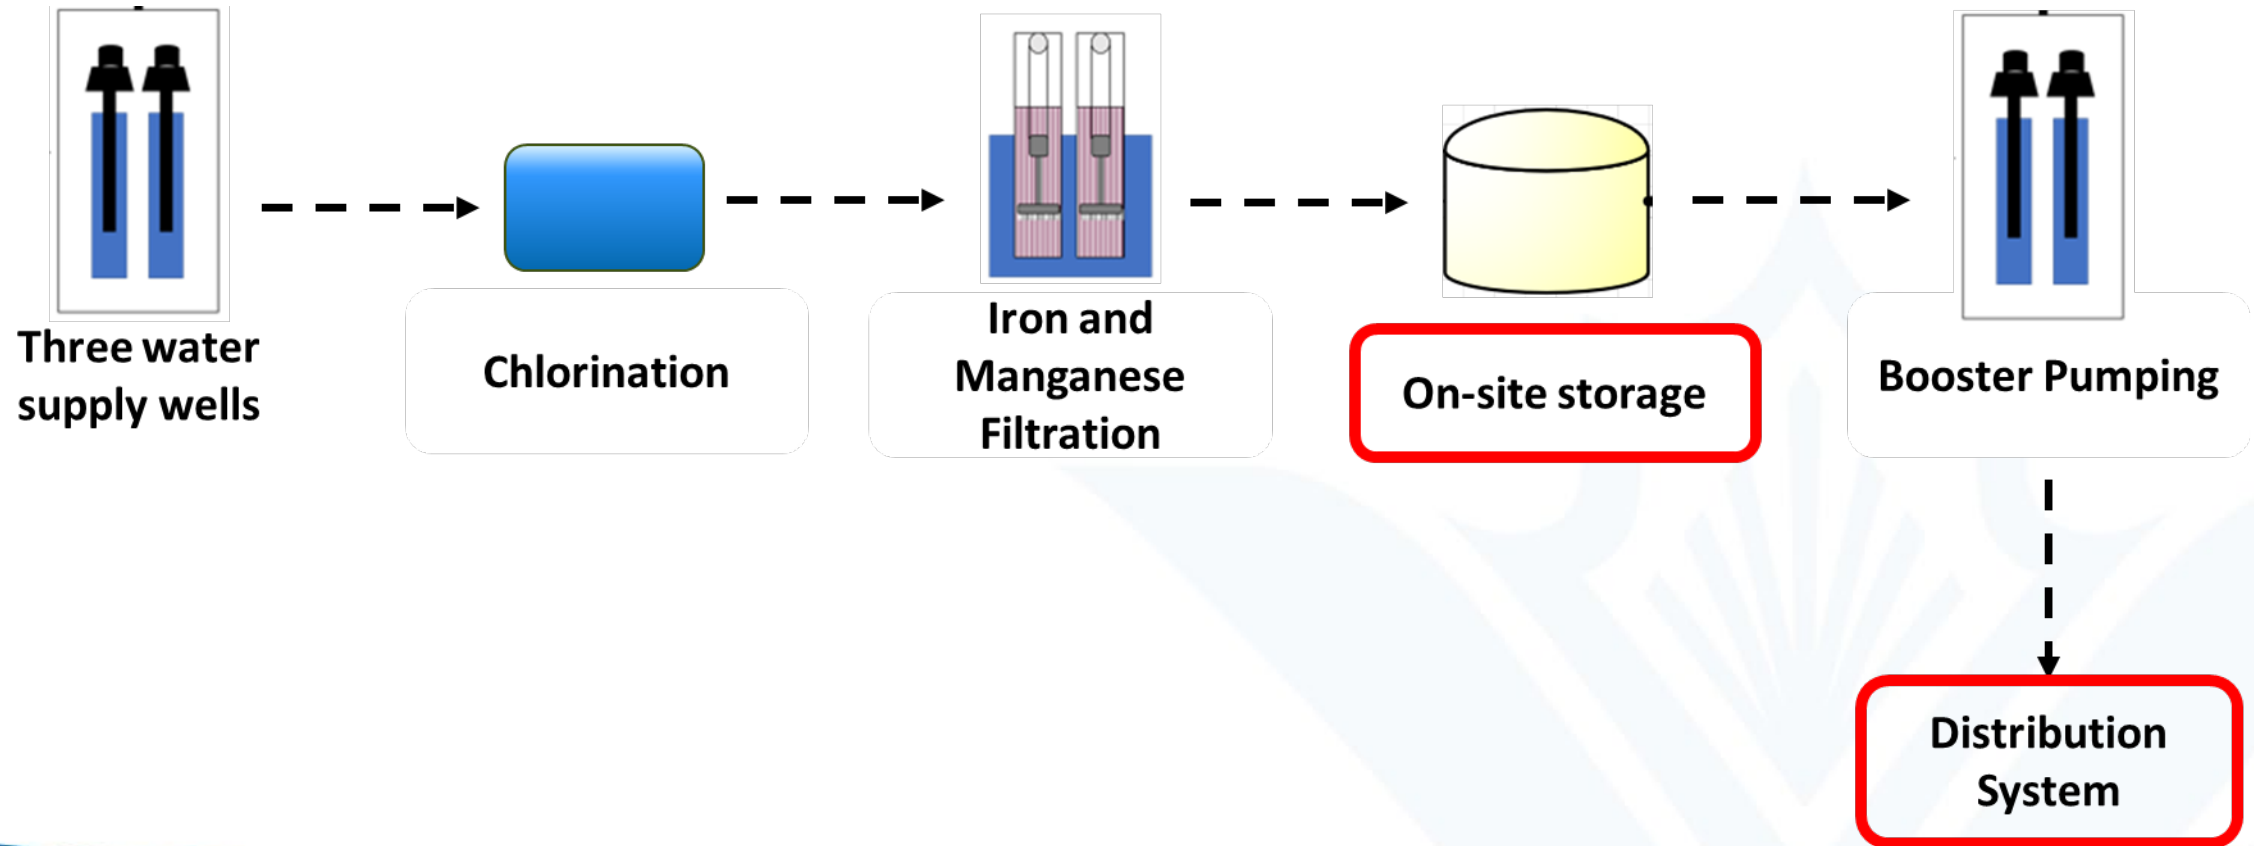 Three water
supply wells
Chlorination
Iron and
Manganese
Filtration
On-site storage
Booster Pumping
Distribution
System